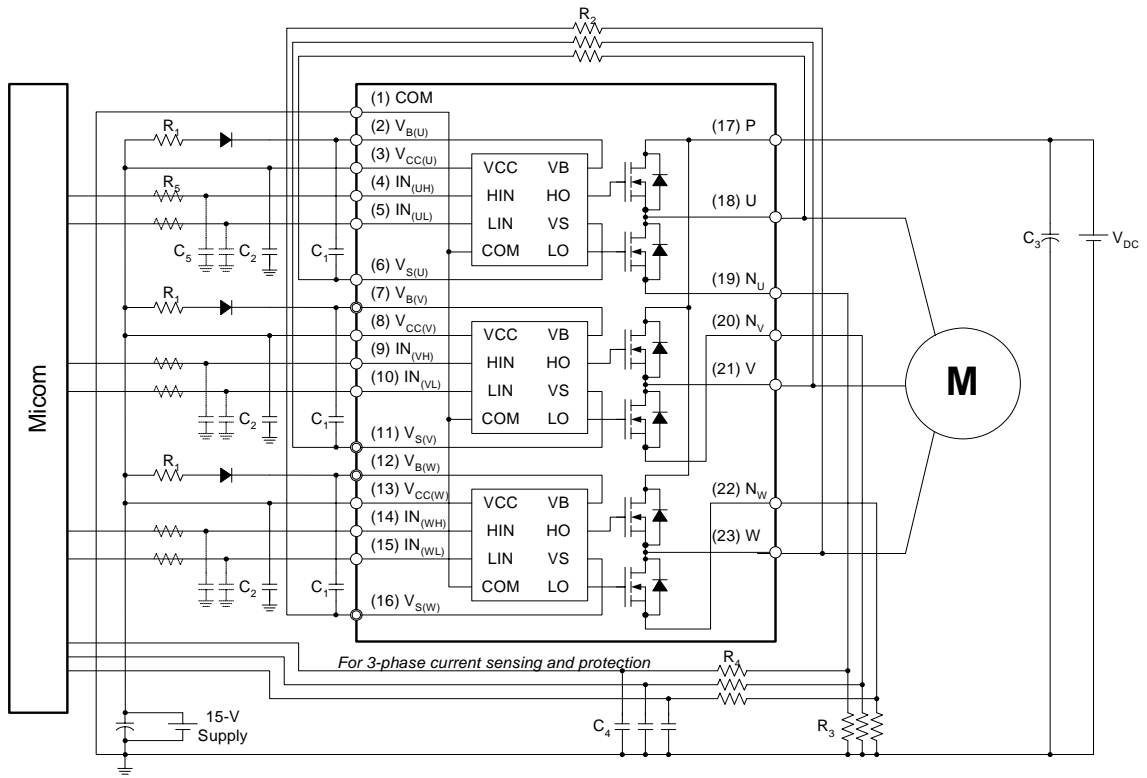 R2
Micom
(1) COM
R1
(2) VB(U)
(3) VCC(U)
R5
(4) IN(UH)
(5) IN(UL)
C5
C2
C1
(6) VS(U)
VCC VB
HIN HO
LIN VS
COM LO
(17) P
(18) U
(19) NU
(20) NV
(21) V
(22) NW
(23) W
C3
VDC
M
R1
(7) VB(V)
(8) VCC(V)
(9) IN(VH)
(10) IN(VL)
C2
C1
(11) VS(V)
VCC VB
HIN HO
LIN VS
COM LO
R1
(12) VB(W)
(13) VCC(W)
(14) IN(WH)
(15) IN(WL)
C2
C1
(16) VS(W)
VCC VB
HIN HO
LIN VS
COM LO
For 3-phase current sensing and protection
R4
C4
R3
15-V
Supply